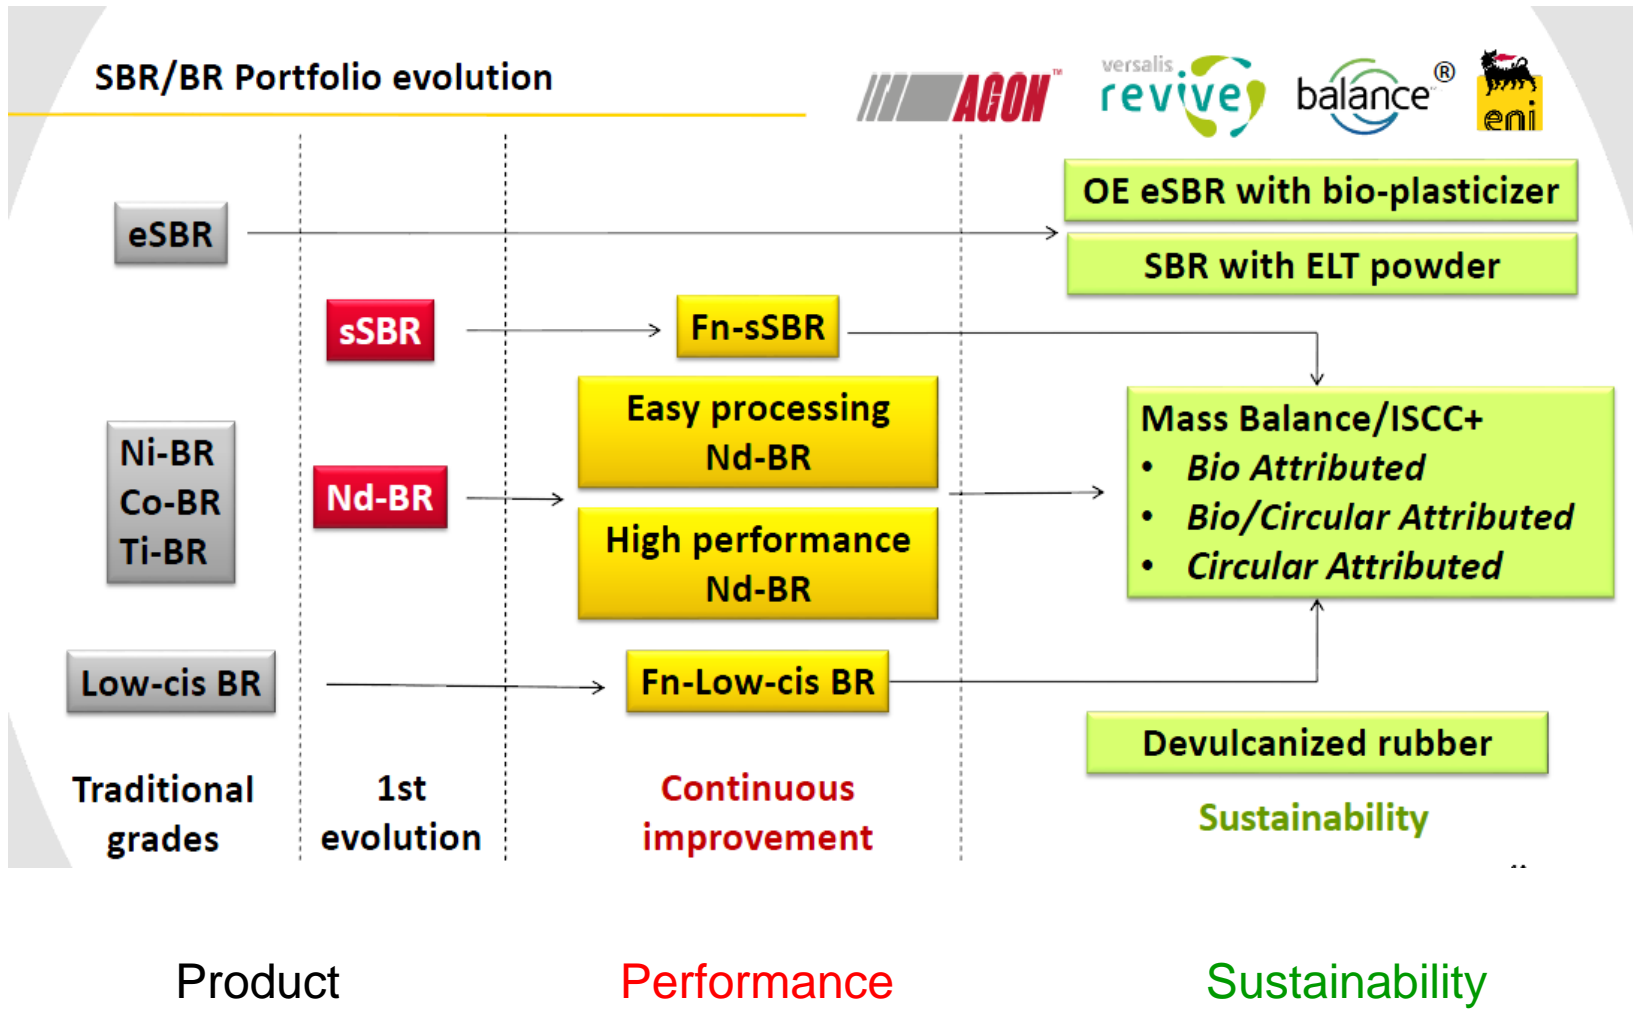 SBR/BR Portfolio evolution
AGON™
versalis
revive
balance®
eni
eSBR
OE eSBR with bio-plasticizer
SBR with ELT powder
sSBR
Fn-sSBR
Ni-BR
Co-BR
Ti-BR
Nd-BR
Easy processing
Nd-BR
High performance
Nd-BR
Mass Balance/ISCC+
• Bio Attributed
• Bio/Circular Attributed
• Circular Attributed
Low-cis BR
Fn-Low-cis BR
Devulcanized rubber
Traditional
grades
1st
evolution
Continuous
improvement
Sustainability
Product
Performance
Sustainability